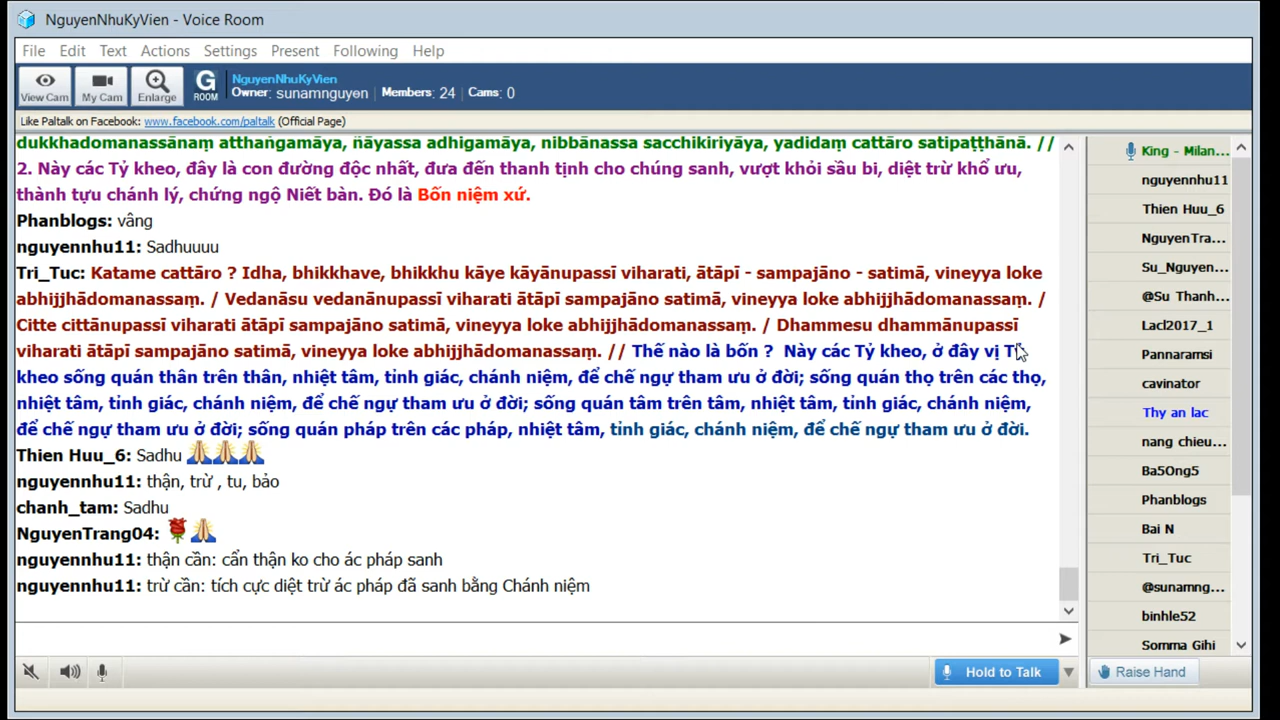 NguyenNhuKyVien - Voice Room
File Edit Text Actions Settings Present Following Help
View Cam My Cam Enlarge G ROOM NguyenNhuKyVien
Owner: sunamnguyen Members: 24 Cams: 0
Like Paltalk on Facebook: www.facebook.com/paltalk (Official Page)
dukkhadomanassānaṃ atthaṅgamāya, ñāyassa adhigamāya, nibbānassa sacchikiriyāya, yadidaṃ cattāro satipaṭṭhānā. //
2. Này các Tỷ kheo, đây là con đường độc nhất, đưa đến thanh tịnh cho chúng sanh, vượt khỏi sầu bi, diệt trừ khổ ưu,
thành tựu chánh lý, chứng ngộ Niết bàn. Đó là Bốn niệm xứ.
Phanblogs: vâng
nguyennhu11: Sadhuuuu
Tri_Tuc: Katame cattāro ? Idha, bhikkhave, bhikkhu kāye kāyānupassī viharati, ātāpī - sampajāno - satimā, vineyya loke
abhijjhādomanassaṃ. / Vedanāsu vedanānupassī viharati ātāpī sampajāno satimā, vineyya loke abhijjhādomanassaṃ. /
Citte cittānupassī viharati ātāpī sampajāno satimā, vineyya loke abhijjhādomanassaṃ. / Dhammesu dhammānupassī
viharati ātāpī sampajāno satimā, vineyya loke abhijjhādomanassaṃ. // Thế nào là bốn ? Này các Tỷ kheo, ở đây vị
kheo sống quán thân trên thân, nhiệt tâm, tỉnh giác, chánh niệm, để chế ngự tham ưu ở đời; sống quán thọ trên các thọ,
nhiệt tâm, tỉnh giác, chánh niệm, để chế ngự tham ưu ở đời; sống quán tâm trên tâm, nhiệt tâm, tỉnh giác, chánh niệm,
để chế ngự tham ưu ở đời; sống quán pháp trên các pháp, nhiệt tâm, tỉnh giác, chánh niệm, để chế ngự tham ưu ở đời.
Thien Huu_6: Sadhu
nguyennhu11: thận, trừ , tu, bảo
chanh_tam: Sadhu
NguyenTrang04:
nguyennhu11: thận cần: cẩn thận ko cho ác pháp sanh
nguyennhu11: trừ cần: tích cực diệt trừ ác pháp đã sanh bằng Chánh niệm
King - Milan...
nguyennhu11
Thien Huu_6
NguyenTra...
Su_Nguyen...
@Su Thanh...
Lacl2017_1
Pannaramsi
cavinator
Thy an lac
nang chieu...
Ba5Ong5
Phanblogs
Bai N
Tri_Tuc
@sunamng...
binhle52
Somma Gihi
Hold to Talk
Raise Hand